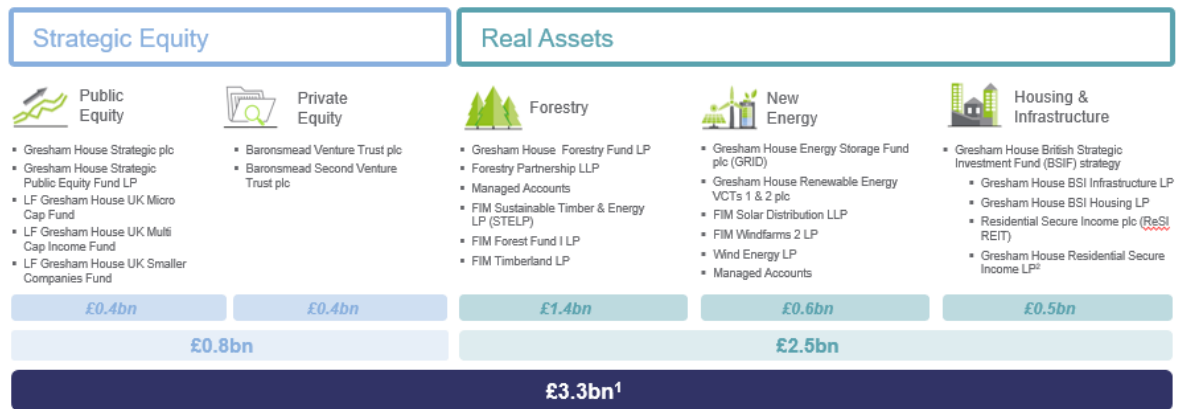 Strategic Equity
Real Assets
Public
Equity
▪ Gresham House Strategic plc
▪ Gresham House Strategic
Public Equity Fund LP
▪ LF Gresham House UK Micro
Cap Fund
▪ LF Gresham House UK Multi
Cap Income Fund
▪ LF Gresham House UK Smaller
Companies Fund
Private
Equity
▪ Baronsmead Venture Trust plc
▪ Baronsmead Second Venture
Trust plc
Forestry
▪ Gresham House Forestry Fund LP
▪ Forestry Partnership LLP
▪ Managed Accounts
▪ FIM Sustainable Timber & Energy
LP (STELP)
▪ FIM Forest Fund I LP
▪ FIM Timberland LP
New
Energy
▪ Gresham House Energy Storage Fund
plc (GRID)
▪ Gresham House Renewable Energy
VCTs 1 & 2 plc
▪ FIM Solar Distribution LLP
▪ FIM Windfarms 2 LP
▪ Wind Energy LP
▪ Managed Accounts
Housing &
Infrastructure
▪ Gresham House British Strategic
Investment Fund (BSIF) strategy
▪ Gresham House BSI Infrastructure LP
▪ Gresham House BSI Housing LP
▪ Residential Secure Income plc (ReSI
REIT)
▪ Gresham House Residential Secure
Income LP²
£0.4bn
£0.4bn
£1.4bn
£0.6bn
£0.5bn
£0.8bn
£2.5bn
£3.3bn¹